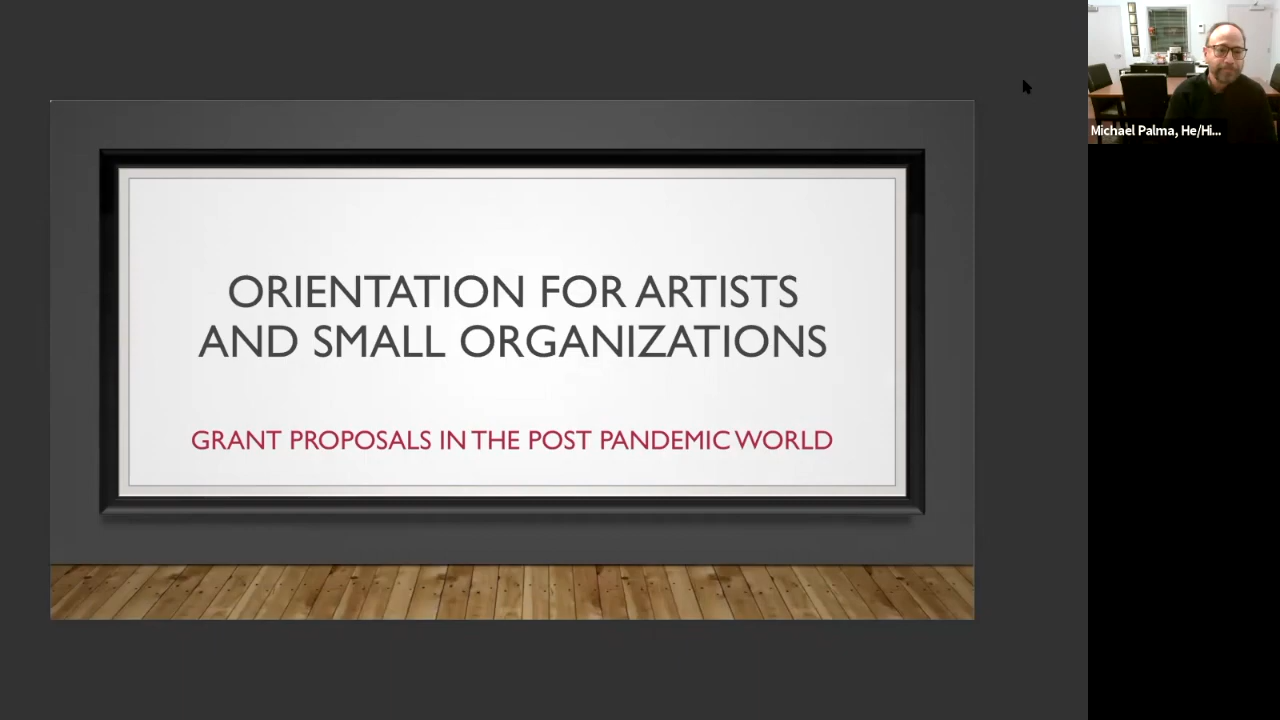 ORIENTATION FOR ARTISTS
AND SMALL ORGANIZATIONS
GRANT PROPOSALS IN THE POST PANDEMIC WORLD
Michael Palma, He/Hi...